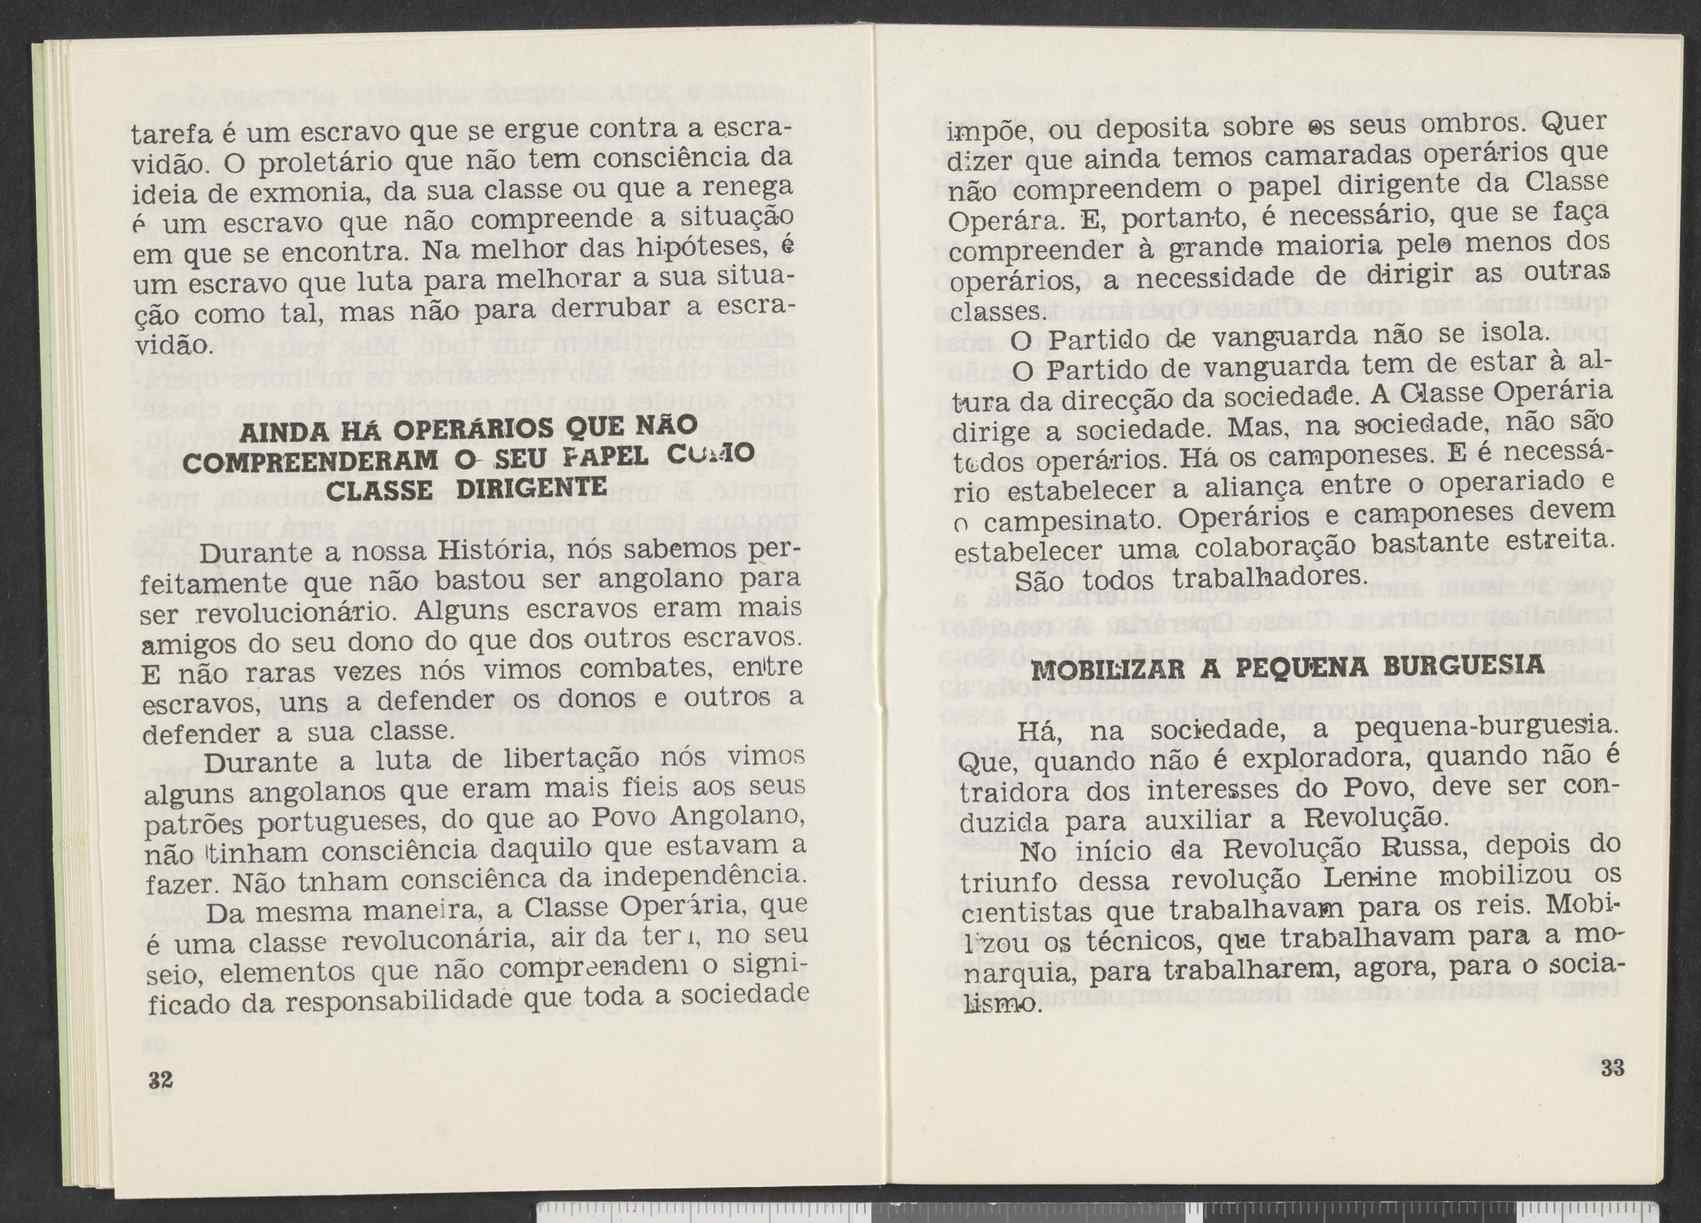 tarefa é um escravo que se ergue contra a escra-
vidão. O proletário que não tem consciência da
ideia de exmonia, da sua classe ou que a renega
é um escravo que não compreende a situação
em que se encontra. Na melhor das hipóteses, é
um escravo que luta para melhorar a sua situa-
ção como tal, mas não para derrubar a escra-
vidão.
AINDA HÁ OPERÁRIOS QUE NÃO
COMPREENDERAM O SEU PAPEL COMO
CLASSE DIRIGENTE
Durante a nossa História, nós sabemos per-
feitamente que não bastou ser angolano para
ser revolucionário. Alguns escravos eram mais
amigos do seu dono do que dos outros escravos.
E não raras vezes nós vimos combates, entre
escravos, uns a defender os donos e outros a
defender a sua classe.
Durante a luta de libertação nós vimos
alguns angolanos que eram mais fieis aos seus
patrões portugueses, do que ao Povo Angolano,
não tinham consciência daquilo que estavam a
fazer. Não tnham consciênca da independência.
Da mesma maneira, a Classe Operária, que
é uma classe revoluconária, ainda tem, no seu
seio, elementos que não compreendem o signi-
ficado da responsabilidade que toda a sociedade
32
impõe, ou deposita sobre os seus ombros. Quer
dizer que ainda temos camaradas operários que
não compreendem o papel dirigente da Classe
Operára. E, portanto, é necessário, que se faça
compreender à grande maioria pelo menos dos
operários, a necessidade de dirigir as outras
classes.
O Partido de vanguarda não se isola.
O Partido de vanguarda tem de estar à al-
tura da direcção da sociedade. A Classe Operária
dirige a sociedade. Mas, na sociedade, não são
todos operários. Há os camponeses. E é necessá-
rio estabelecer a aliança entre o operariado e
o campesinato. Operários e camponeses devem
estabelecer uma colaboração bastante estreita.
São todos trabalhadores.
MOBILIZAR A PEQUENA BURGUESIA
Há, na sociedade, a pequena-burguesia.
Que, quando não é exploradora, quando não é
traidora dos interesses do Povo, deve ser con-
duzida para auxiliar a Revolução.
No início da Revolução Russa, depois do
triunfo dessa revolução Lenine mobilizou os
cientistas que trabalhavam para os reis. Mobi-
lizou os técnicos, que trabalhavam para a mo-
narquia, para trabalharem, agora, para o socia-
lismo.
33